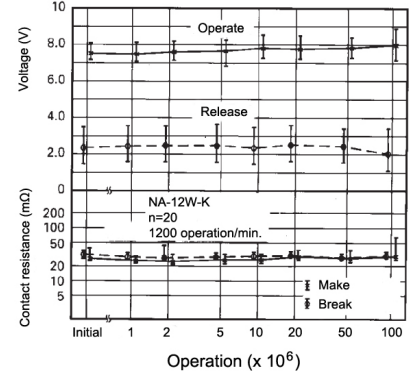 Voltage (V)
10
8.0
6.0
4.0
2.0
0
Operate
Release
Contact resistance (mΩ)
200
100
50
20
10
5
NA-12W-K
n=20
1200 operation/min.
Make
Break
Initial 1 2 5 10 20 50 100
Operation (x 10⁶)